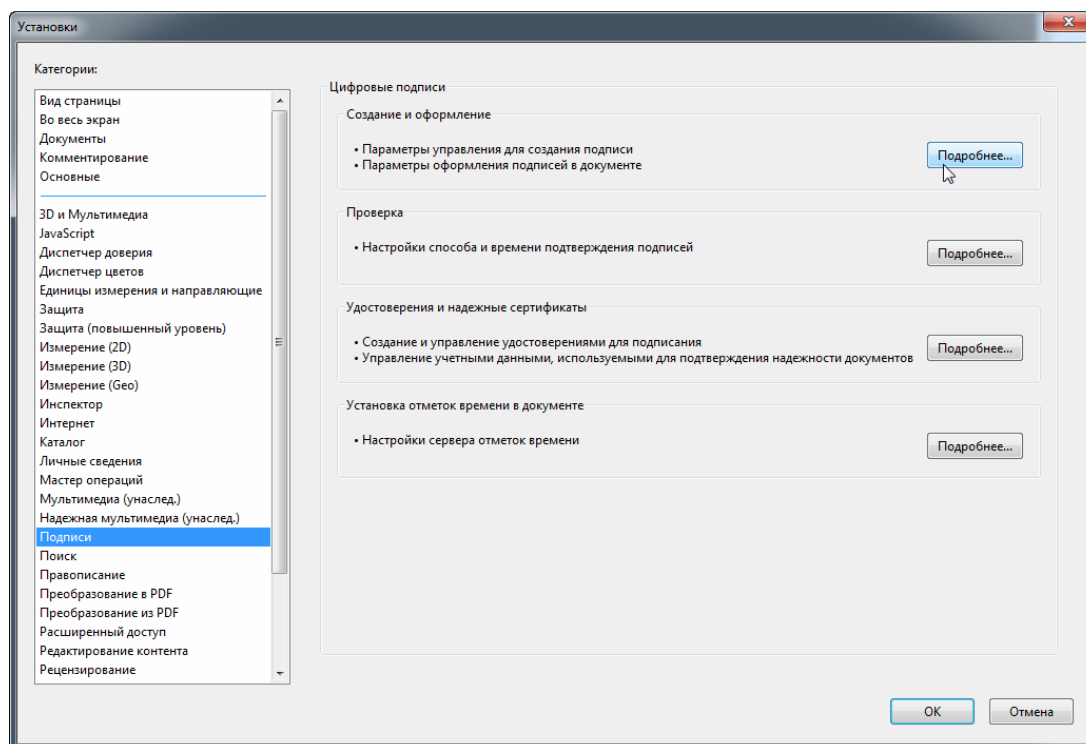 Установки
Категории:
Вид страницы
Во весь экран
Документы
Комментирование
Основные
3D и Мультимедиа
JavaScript
Диспетчер доверия
Диспетчер цветов
Единицы измерения и направляющие
Защита
Защита (повышенный уровень)
Измерение (2D)
Измерение (3D)
Измерение (Geo)
Инспектор
Интернет
Каталог
Личные сведения
Мастер операций
Мультимедиа (унаслед.)
Надежная мультимедиа (унаслед.)
Подписи
Поиск
Правописание
Преобразование в PDF
Преобразование из PDF
Расширенный доступ
Редактирование контента
Рецензирование
Цифровые подписи
Создание и оформление
• Параметры управления для создания подписи
• Параметры оформления подписей в документе
Подробнее...
Проверка
• Настройки способа и времени подтверждения подписей
Подробнее...
Удостоверения и надежные сертификаты
• Создание и управление удостоверениями для подписания
• Управление учетными данными, используемыми для подтверждения надежности документов
Подробнее...
Установка отметок времени в документе
• Настройки сервера отметок времени
Подробнее...
OK
Отмена